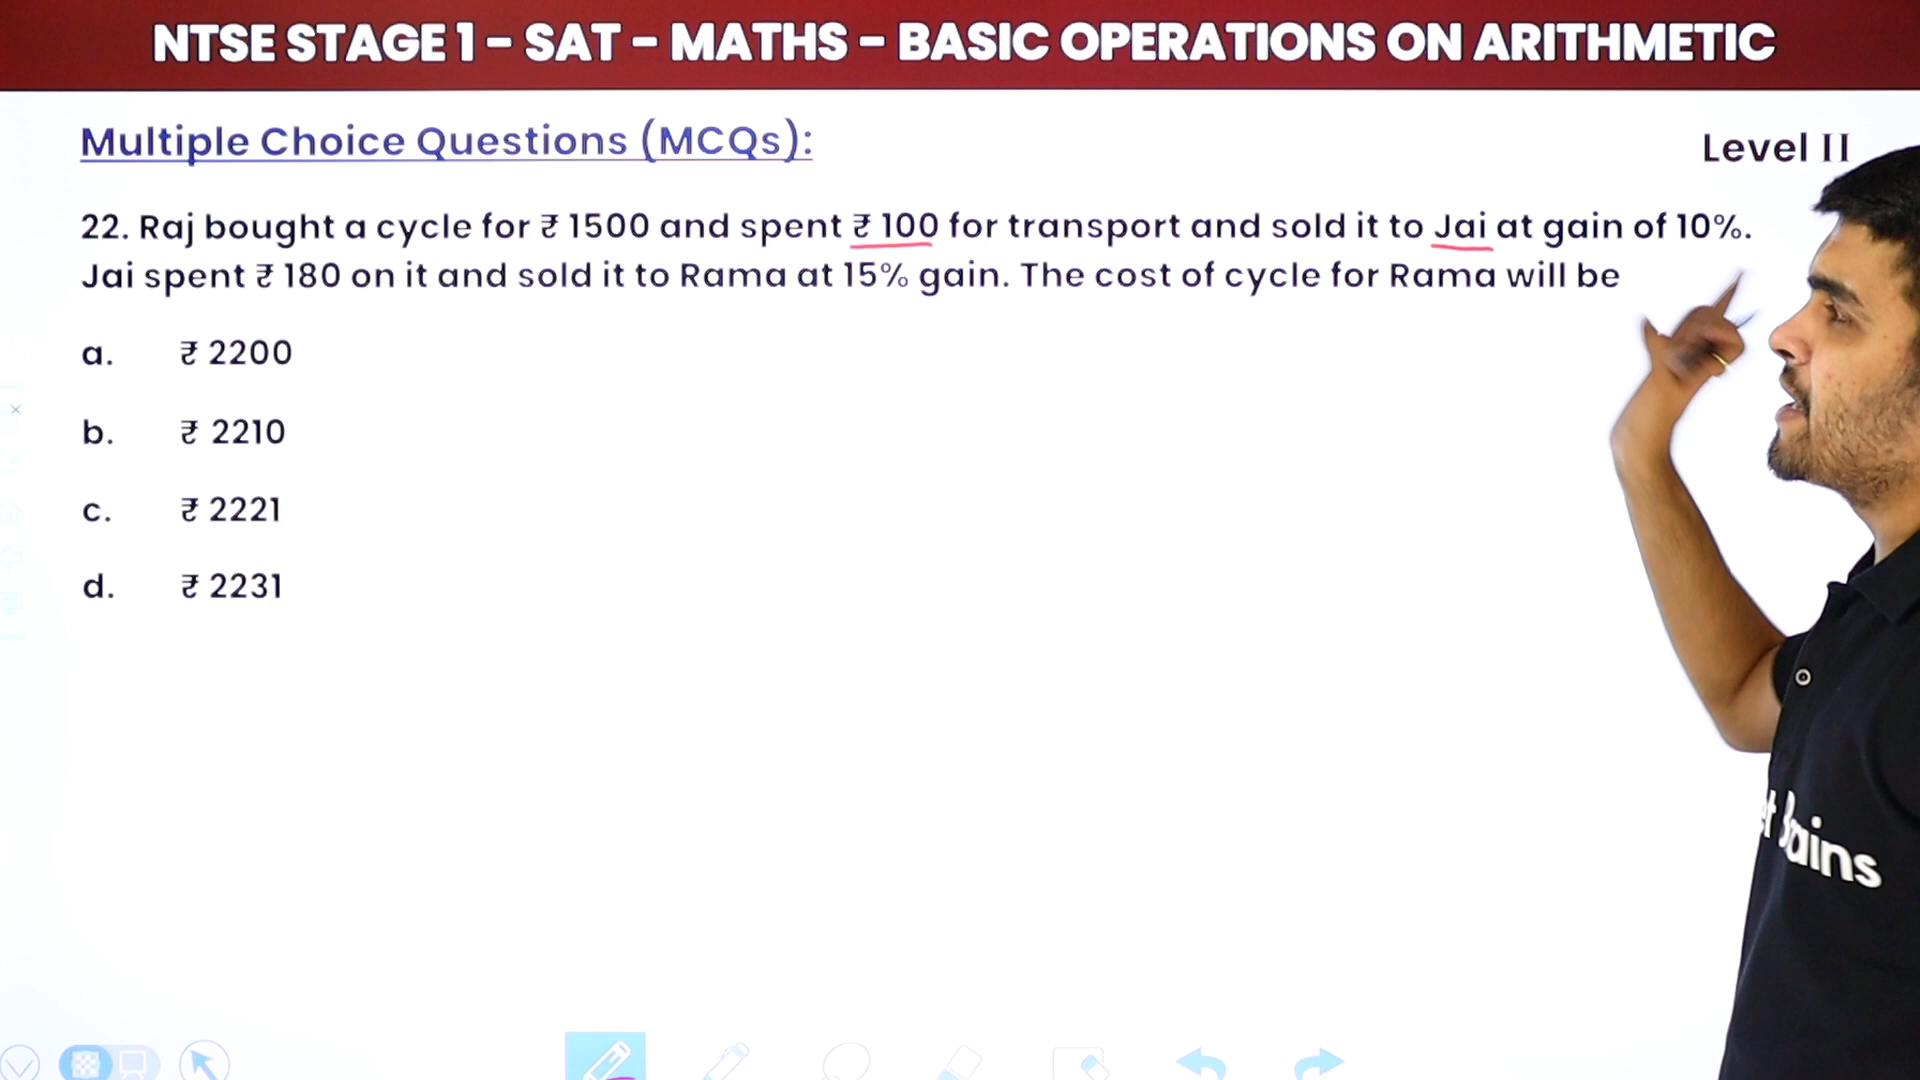 NTSE STAGE 1 – SAT – MATHS – BASIC OPERATIONS ON ARITHMETIC
Multiple Choice Questions (MCQs):
Level II
22. Raj bought a cycle for ₹ 1500 and spent ₹ 100 for transport and sold it to Jai at gain of 10%.
Jai spent ₹ 180 on it and sold it to Rama at 15% gain. The cost of cycle for Rama will be
a. ₹ 2200
b. ₹ 2210
c. ₹ 2221
d. ₹ 2231